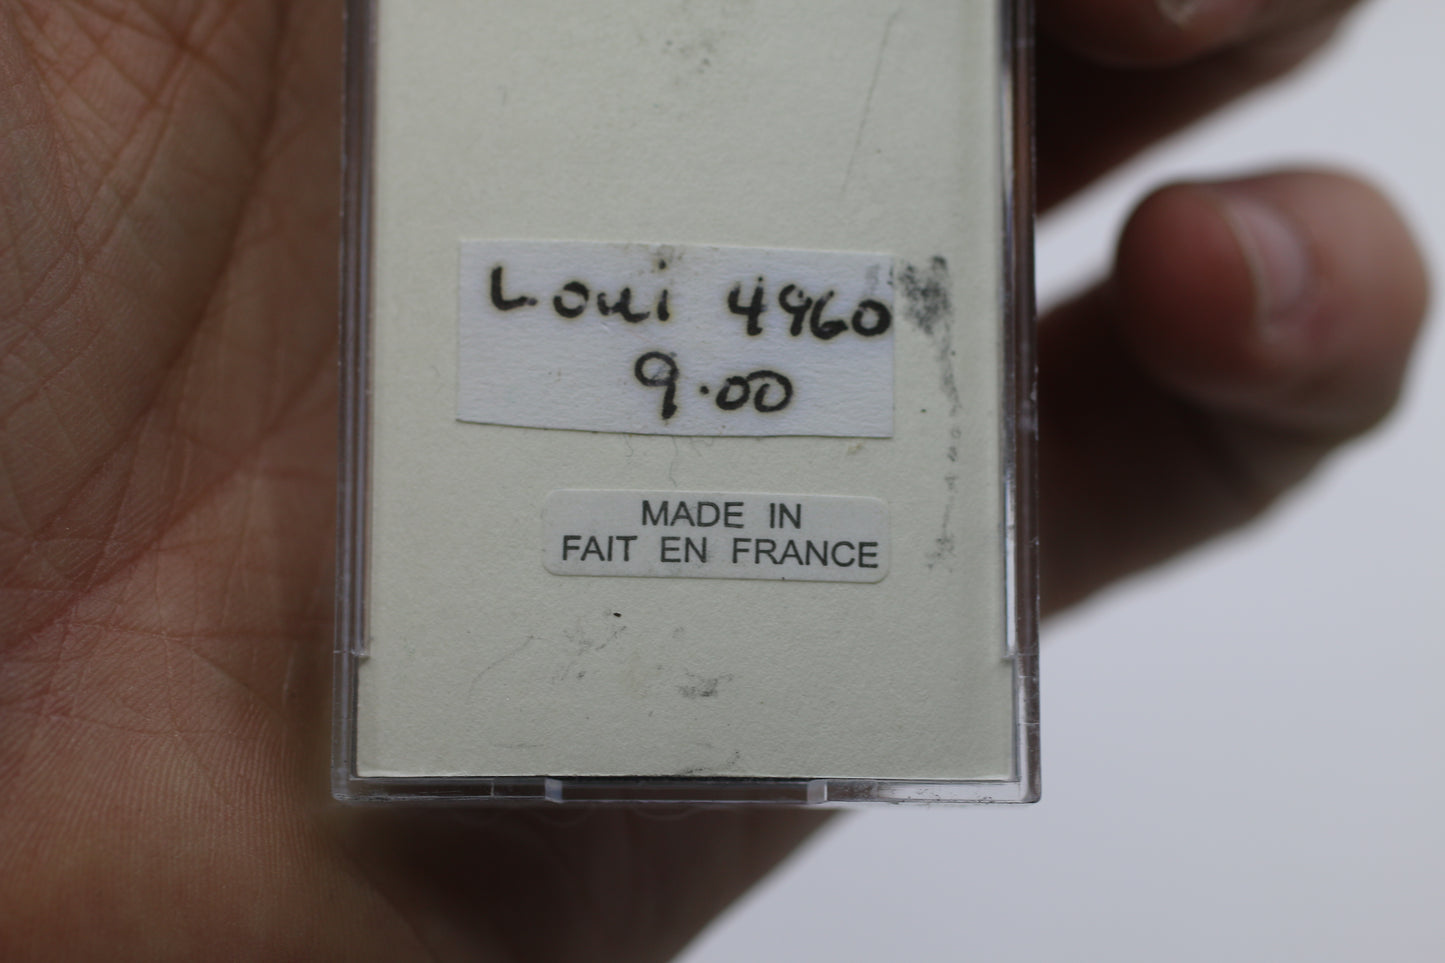 Loui 4960
9.00
MADE IN
FAIT EN FRANCE